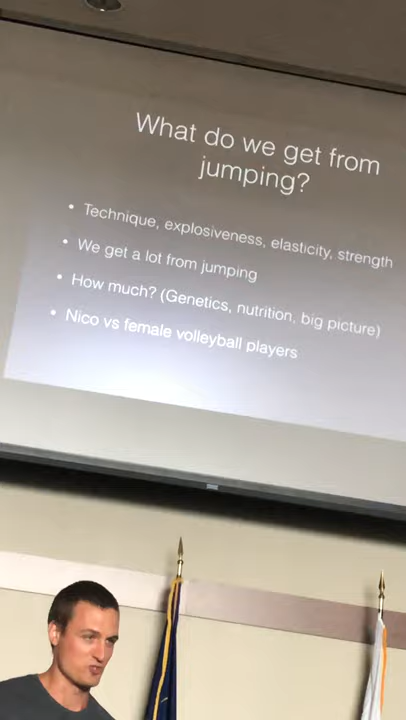 What do we get from
jumping?
• Technique, explosiveness, elasticity, strength
• We get a lot from jumping
• How much? (Genetics, nutrition, big picture)
• Nico vs female volleyball players